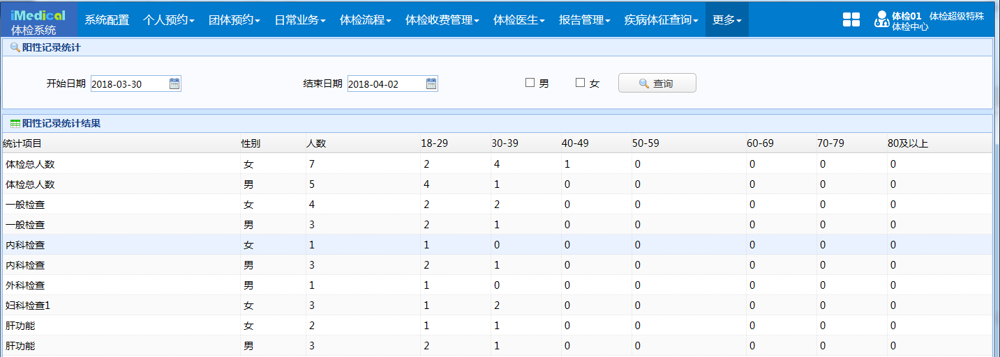 iMedical
体检系统
系统配置 个人预约 团体预约 日常业务 体检流程 体检收费管理 体检医生 报告管理 疾病体征查询 更多
体检01 体检超级特殊
体检中心
阳性记录统计
开始日期 2018-03-30 结束日期 2018-04-02 男 女 查询
阳性记录统计结果
统计项目 性别 人数 18-29 30-39 40-49 50-59 60-69 70-79 80及以上
体检总人数 女 7 2 4 1 0 0 0 0
体检总人数 男 5 4 1 0 0 0 0 0
一般检查 女 4 2 2 0 0 0 0 0
一般检查 男 3 2 1 0 0 0 0 0
内科检查 女 1 1 0 0 0 0 0 0
内科检查 男 3 2 1 0 0 0 0 0
外科检查 男 1 1 0 0 0 0 0 0
妇科检查1 女 3 1 2 0 0 0 0 0
肝功能 女 2 1 1 0 0 0 0 0
肝功能 男 3 2 1 0 0 0 0 0